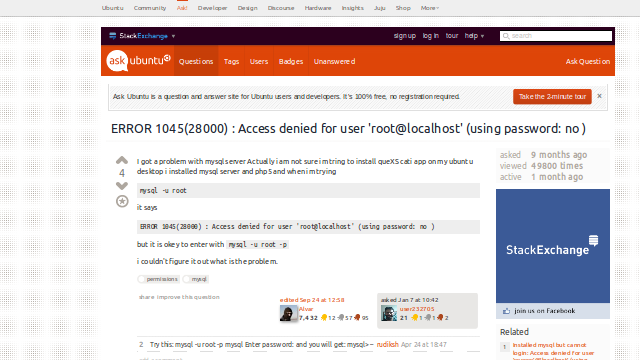 Ubuntu Community Ask! Developer Design Discourse Hardware Insights Juju Shop More
StackExchange sign up log in tour help search
ask ubuntu Questions Tags Users Badges Unanswered Ask Question
Ask Ubuntu is a question and answer site for Ubuntu users and developers. It's 100% free, no registration required. Take the 2-minute tour ×
ERROR 1045(28000) : Access denied for user 'root@localhost' (using password: no )
4
I got a problem with mysql server Actually i am not sure i m tring to install queXS cati app on my ubuntu
desktop i installed mysql server and php5 and when i m trying
mysql -u root
it says
ERROR 1045(28000) : Access denied for user 'root@localhost' (using password: no )
but it is okey to enter with mysql -u root -p
i couldn't figure it out what is the problem.
permissions mysql
share improve this question
edited Sep 24 at 12:58
Alvar
7,432 12 57 95
asked Jan 7 at 10:42
user232705
21 1 1 2
2 Try this: mysql -u root -p mysql Enter password: and you will get: mysql> – rudiksh Apr 24 at 18:47
asked 9 months ago
viewed 49800 times
active 1 month ago
StackExchange
join us on Facebook
Related
1 Installed mysql but cannot
login: Access denied for user